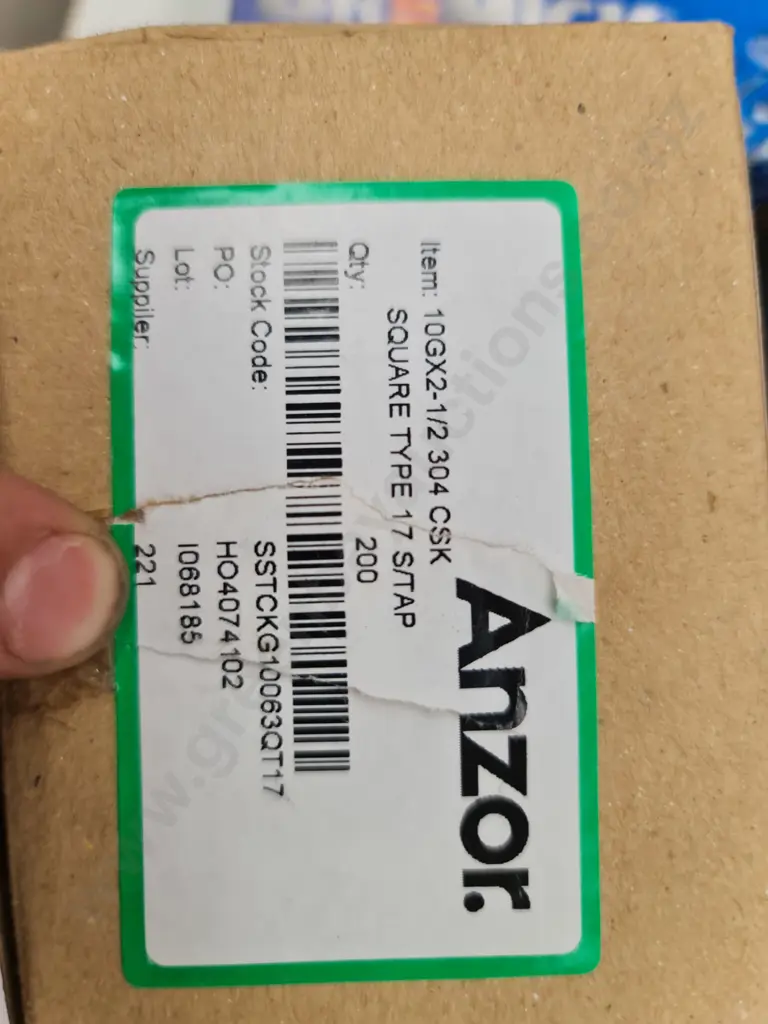 Anzor.
Item: 10GX2-1/2 304 CSK
SQUARE TYPE 17 S/TAP
Qty: 200
Stock Code: SSTCKG10063QT17
PO: HO4074102
Lot: I068185
Supplier: 221